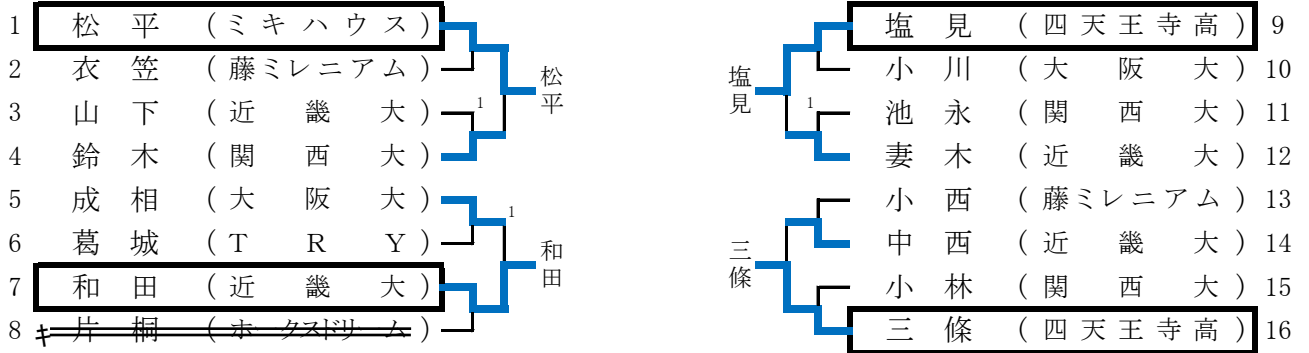 1 松平 (ミキハウス)
2 衣笠 (藤ミレニアム)
3 山下 (近畿大)
4 鈴木 (関西大)
5 成相 (大阪大)
6 葛城 (TRY)
7 和田 (近畿大)
8 キ 片桐 (ホークスドリーム)
1
松平
1
和田
塩見
1
三條
塩見 (四天王寺高) 9
小川 (大阪大) 10
池永 (関西大) 11
妻木 (近畿大) 12
小西 (藤ミレニアム) 13
中西 (近畿大) 14
小林 (関西大) 15
三條 (四天王寺高) 16